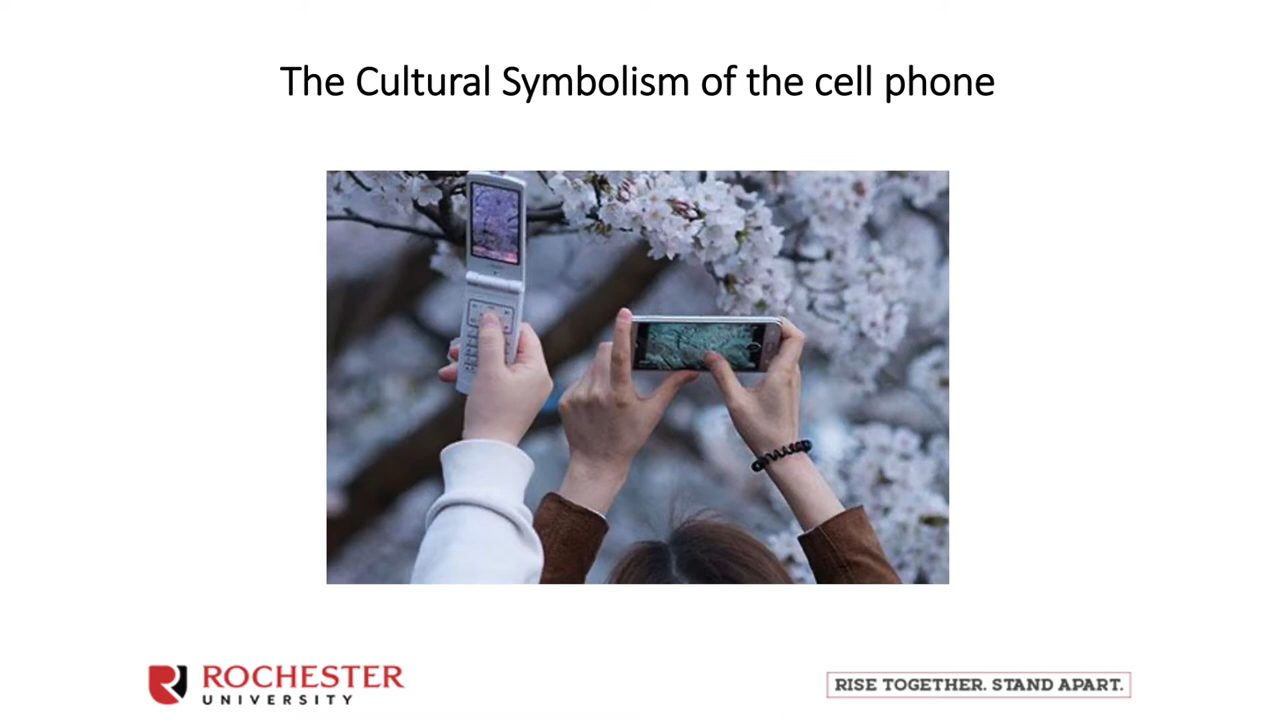 The Cultural Symbolism of the cell phone
ROCHESTER
UNIVERSITY
RISE TOGETHER. STAND APART.